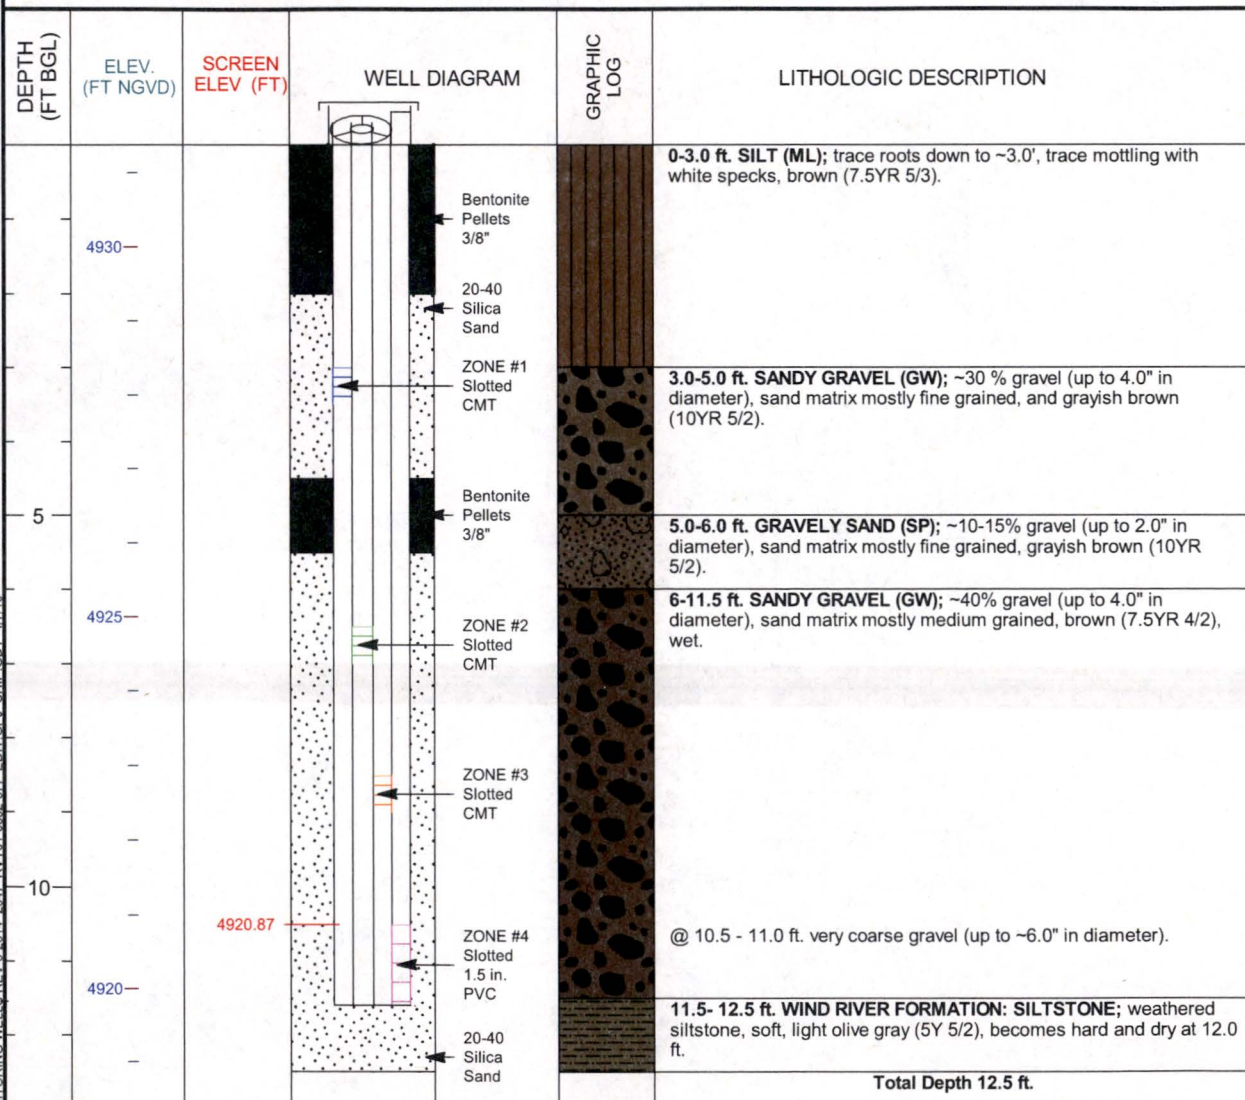 DEPTH
(FT BGL)
ELEV.
(FT NGVD)
SCREEN
ELEV (FT)
WELL DIAGRAM
GRAPHIC
LOG
LITHOLOGIC DESCRIPTION
0-3.0 ft. SILT (ML); trace roots down to ~3.0', trace mottling with
white specks, brown (7.5YR 5/3).
Bentonite
Pellets
3/8"
4930
20-40
Silica
Sand
ZONE #1
Slotted
CMT
3.0-5.0 ft. SANDY GRAVEL (GW); ~30 % gravel (up to 4.0" in
diameter), sand matrix mostly fine grained, and grayish brown
(10YR 5/2).
Bentonite
Pellets
3/8"
5
5.0-6.0 ft. GRAVELY SAND (SP); ~10-15% gravel (up to 2.0" in
diameter), sand matrix mostly fine grained, grayish brown (10YR
5/2).
4925
6-11.5 ft. SANDY GRAVEL (GW); ~40% gravel (up to 4.0" in
diameter), sand matrix mostly medium grained, brown (7.5YR 4/2),
wet.
ZONE #2
Slotted
CMT
ZONE #3
Slotted
CMT
10
4920.87
ZONE #4
Slotted
1.5 in.
PVC
@ 10.5 - 11.0 ft. very coarse gravel (up to ~6.0" in diameter).
4920
11.5- 12.5 ft. WIND RIVER FORMATION: SILTSTONE; weathered
siltstone, soft, light olive gray (5Y 5/2), becomes hard and dry at 12.0
ft.
20-40
Silica
Sand
Total Depth 12.5 ft.